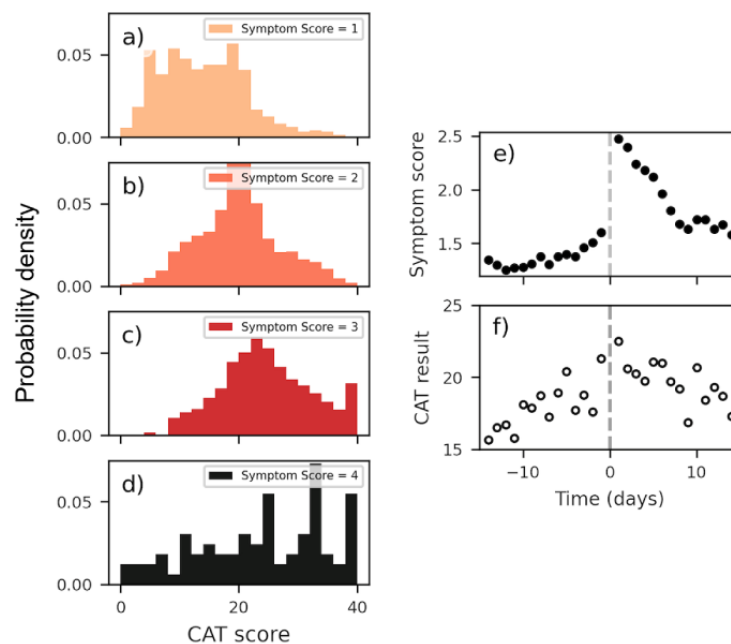 a)
Symptom Score = 1
0.05
0.00
b)
Symptom Score = 2
0.05
0.00
c)
Symptom Score = 3
0.05
0.00
d)
Symptom Score = 4
0.05
0.00
0 20 40
CAT score
Probability density
e)
2.5
2.0
1.5
Symptom score
f)
25
20
15
CAT result
−10 0 10
Time (days)